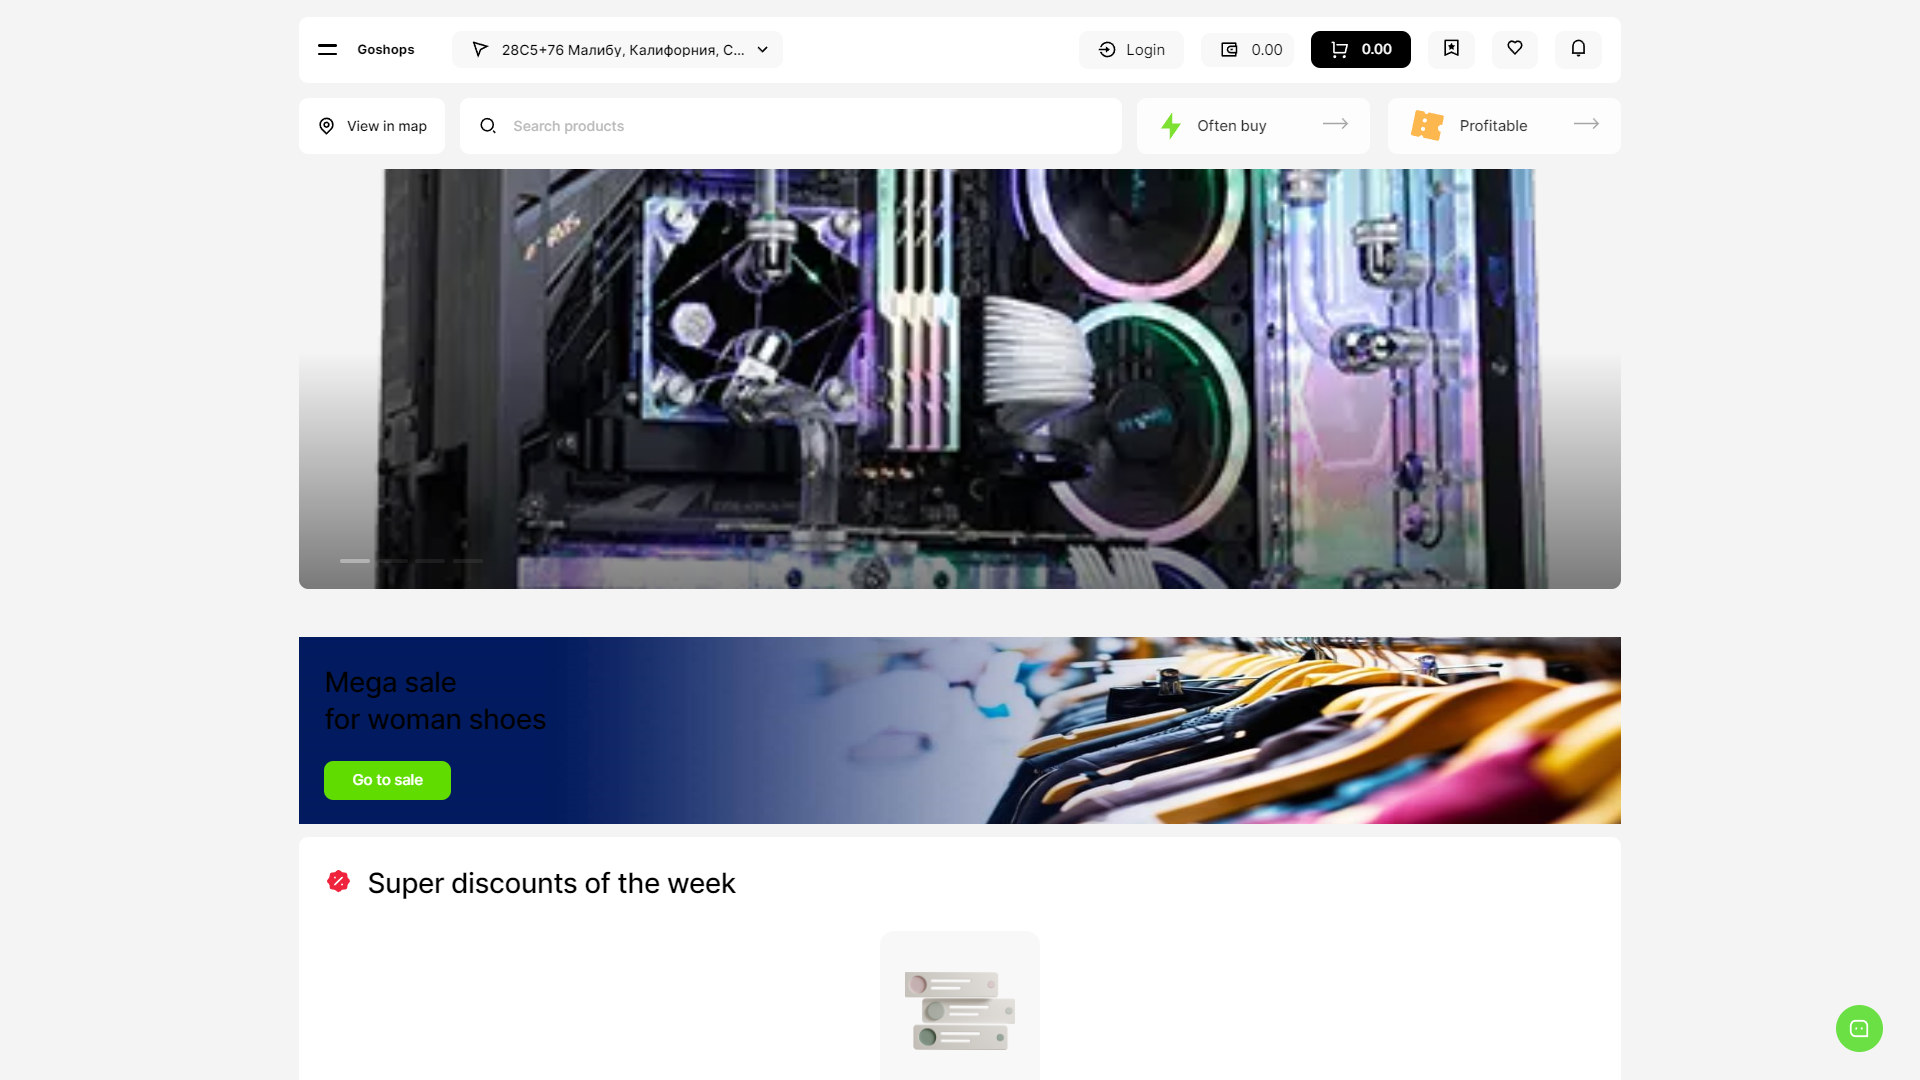 Goshops
28C5+76 Малибу, Калифорния, С...
Login
0.00
0.00
View in map
Search products
Often buy
Profitable
Mega sale
for woman shoes
Go to sale
Super discounts of the week